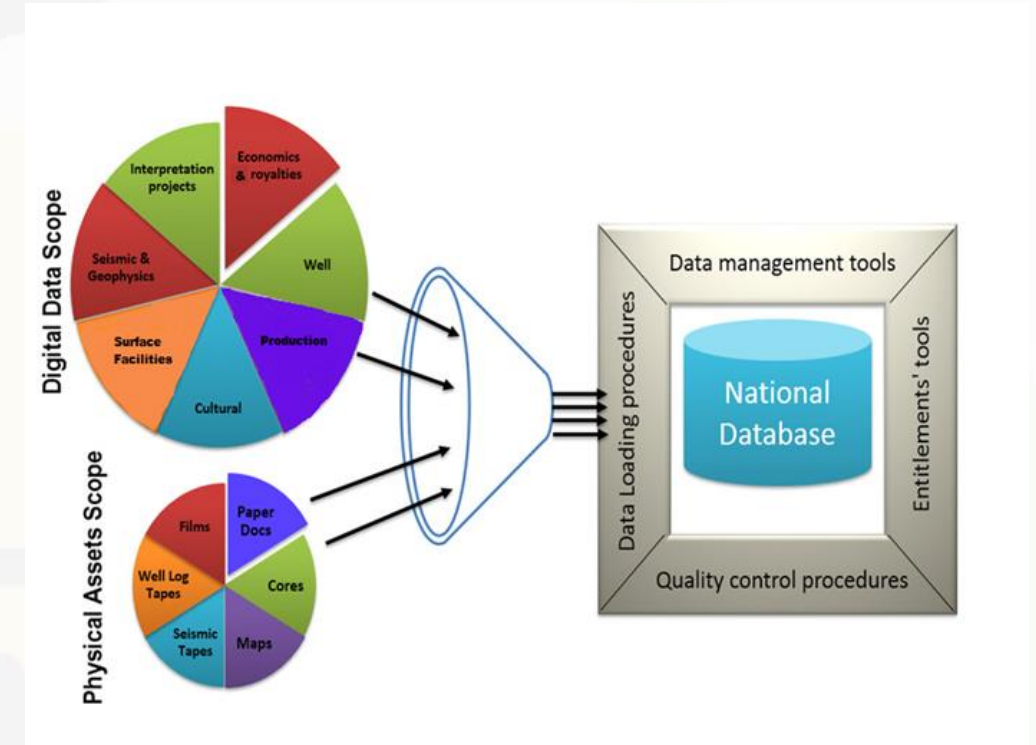 Digital Data Scope
Interpretation
projects
Economics
& royalties
Seismic &
Geophysics
Well
Surface
Facilities
Production
Cultural
Physical Assets Scope
Films
Paper
Docs
Well Log
Tapes
Cores
Seismic
Tapes
Maps
Data management tools
Data Loading procedures
National
Database
Entitlements' tools
Quality control procedures